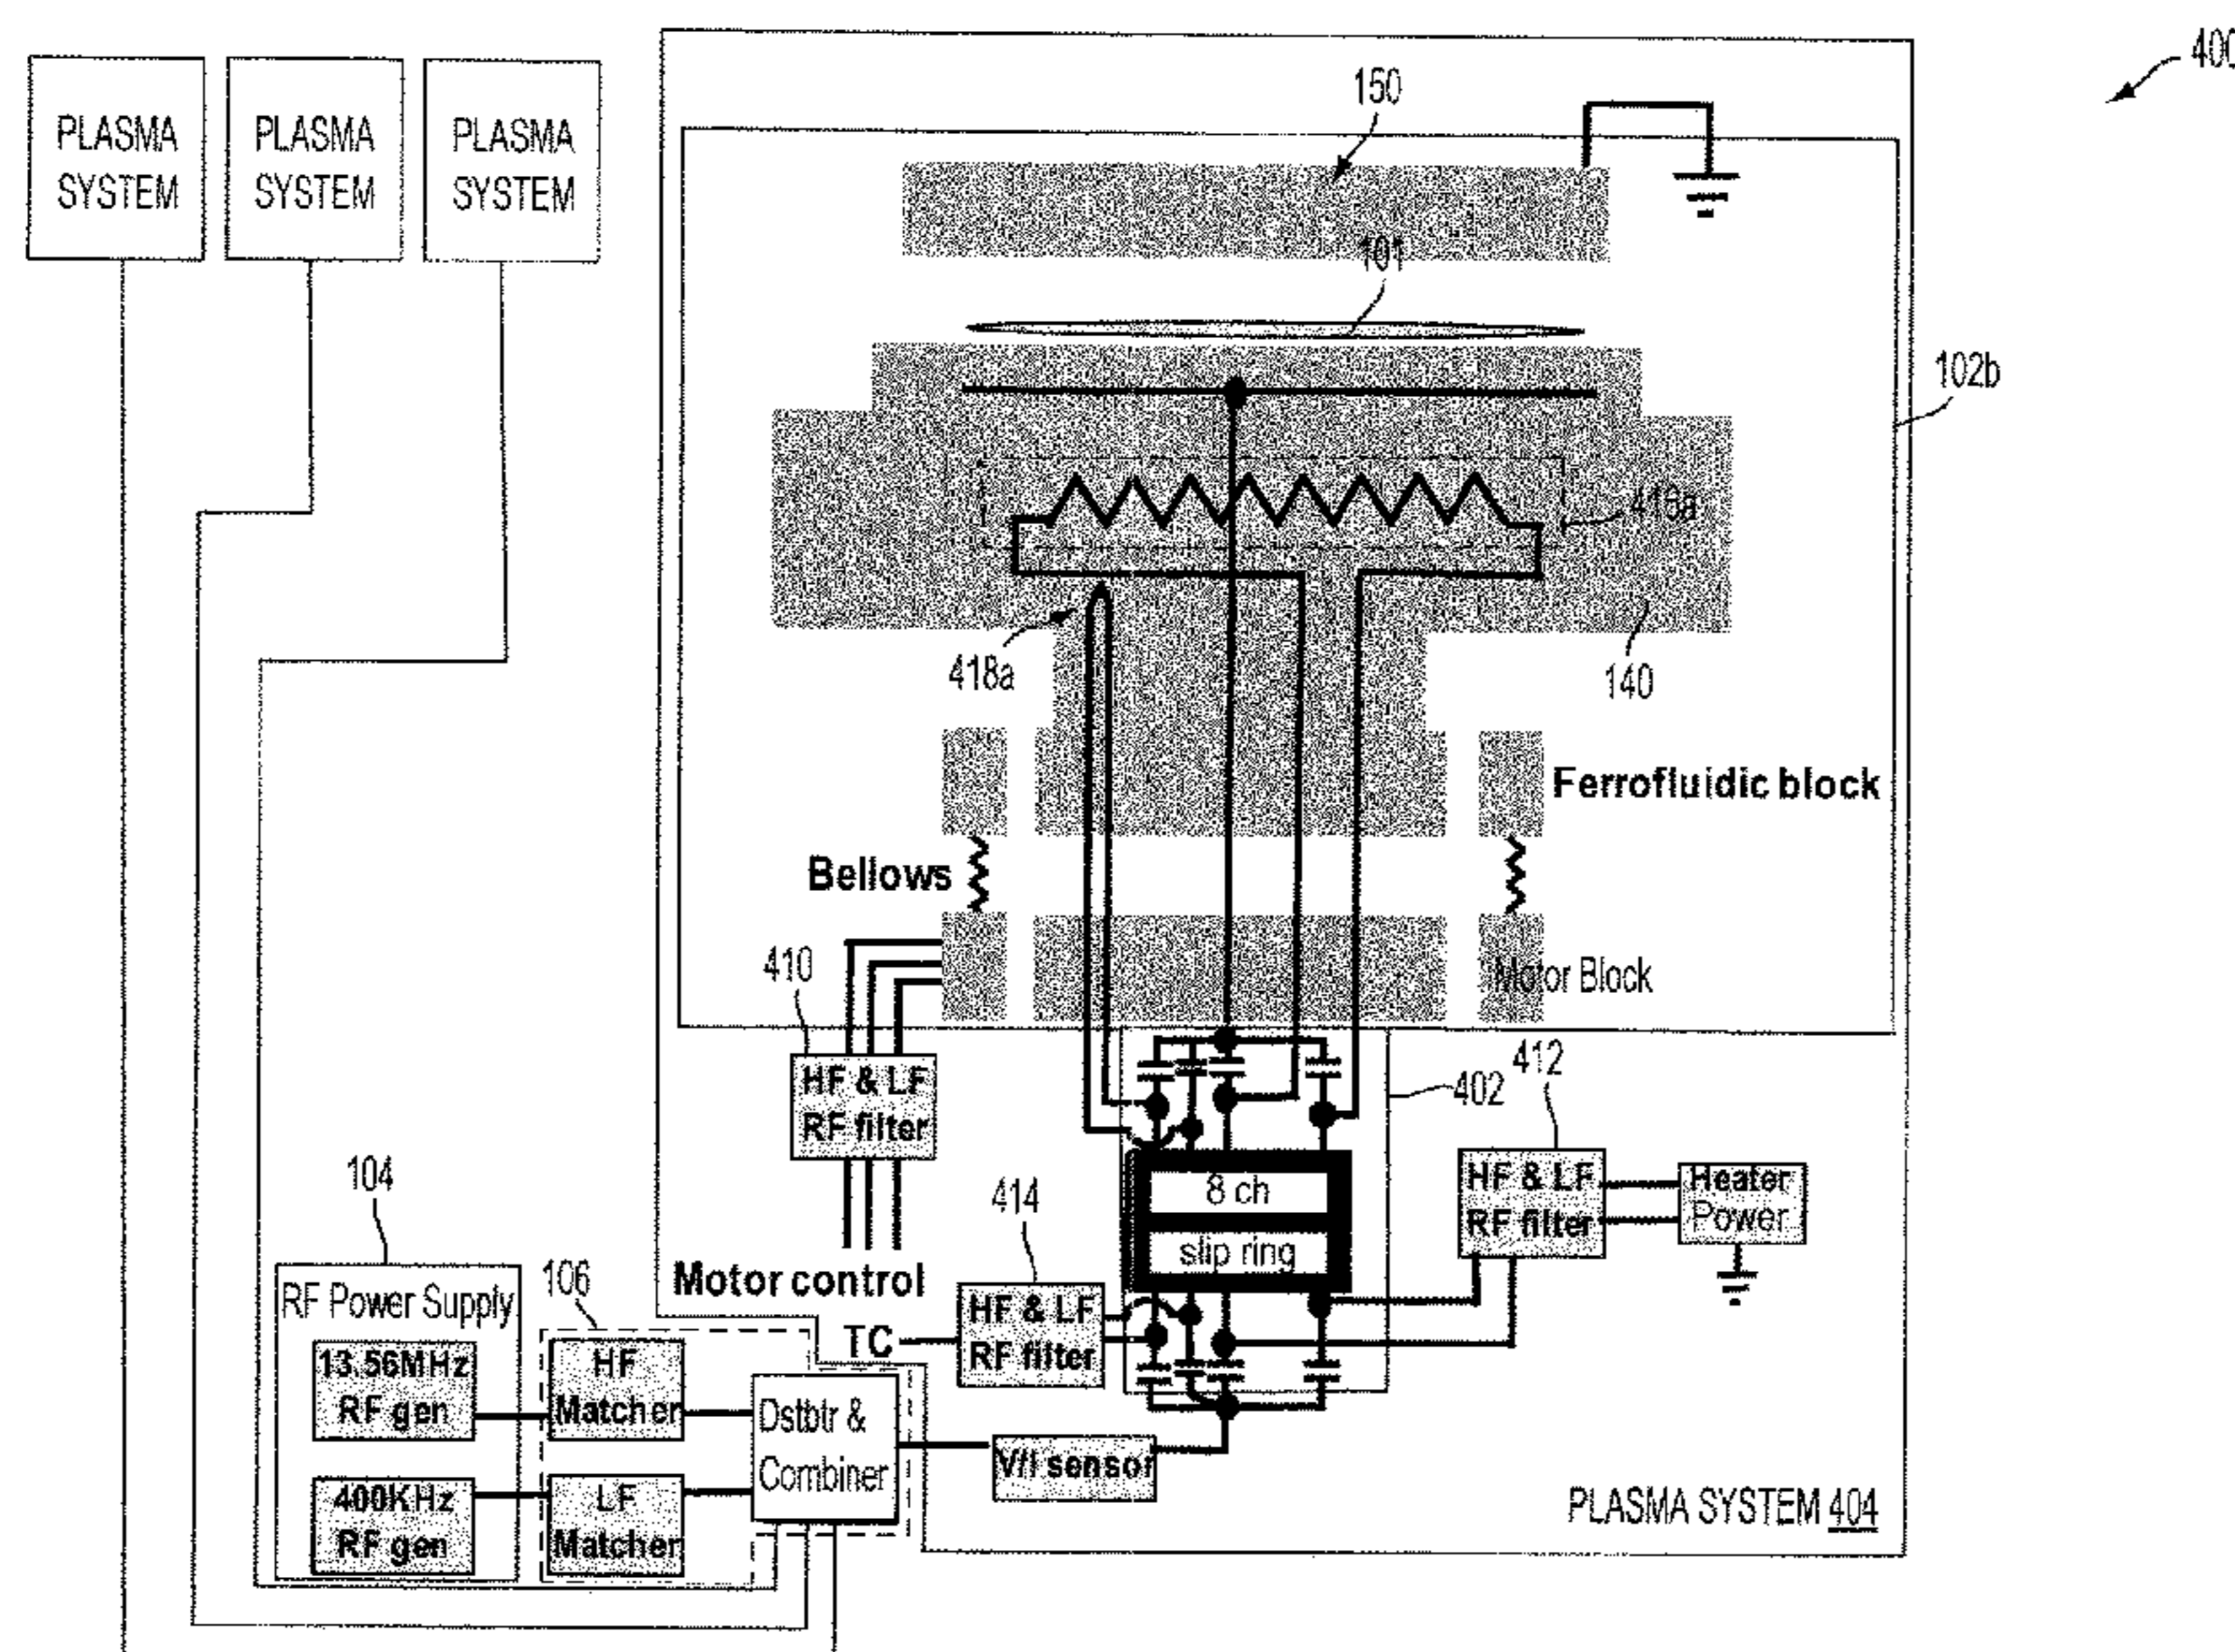 400
PLASMA
SYSTEM
PLASMA
SYSTEM
PLASMA
SYSTEM
150
101
102b
416a
418a
140
Ferrofluidic block
Bellows
410
Motor Block
HF & LF
RF filter
412
402
HF & LF
RF filter
Heater
Power
8 ch
slip ring
104
414
Motor control
106
RF Power Supply
HF & LF
RF filter
TC
13.56MHz
RF gen
HF
Matcher
Dstbtr &
Combiner
V/I sensor
400KHz
RF gen
LF
Matcher
PLASMA SYSTEM 404